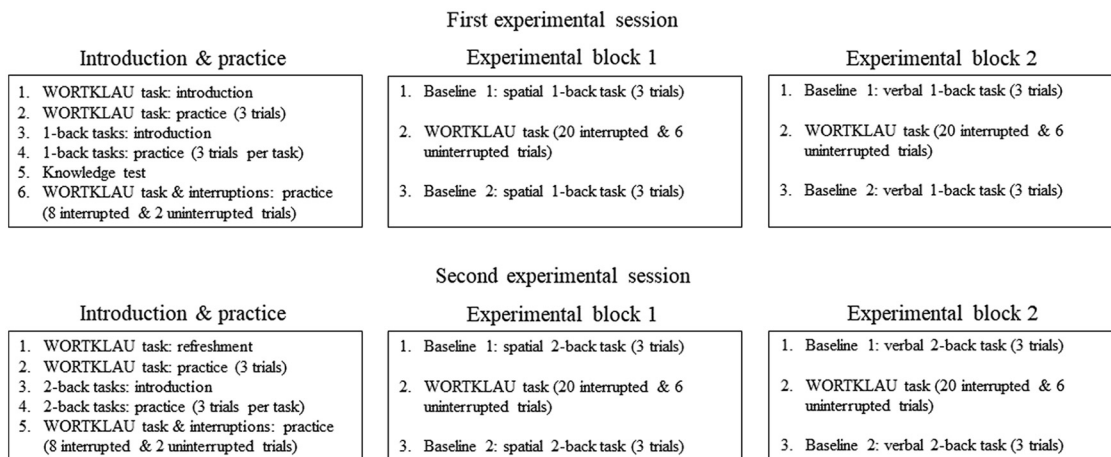 First experimental session
Introduction & practice
1. WORTKLAU task: introduction
2. WORTKLAU task: practice (3 trials)
3. 1-back tasks: introduction
4. 1-back tasks: practice (3 trials per task)
5. Knowledge test
6. WORTKLAU task & interruptions: practice
(8 interrupted & 2 uninterrupted trials)
Experimental block 1
1. Baseline 1: spatial 1-back task (3 trials)
2. WORTKLAU task (20 interrupted & 6
uninterrupted trials)
3. Baseline 2: spatial 1-back task (3 trials)
Experimental block 2
1. Baseline 1: verbal 1-back task (3 trials)
2. WORTKLAU task (20 interrupted & 6
uninterrupted trials)
3. Baseline 2: verbal 1-back task (3 trials)
Second experimental session
Introduction & practice
1. WORTKLAU task: refreshment
2. WORTKLAU task: practice (3 trials)
3. 2-back tasks: introduction
4. 2-back tasks: practice (3 trials per task)
5. WORTKLAU task & interruptions: practice
(8 interrupted & 2 uninterrupted trials)
Experimental block 1
1. Baseline 1: spatial 2-back task (3 trials)
2. WORTKLAU task (20 interrupted & 6
uninterrupted trials)
3. Baseline 2: spatial 2-back task (3 trials)
Experimental block 2
1. Baseline 1: verbal 2-back task (3 trials)
2. WORTKLAU task (20 interrupted & 6
uninterrupted trials)
3. Baseline 2: verbal 2-back task (3 trials)